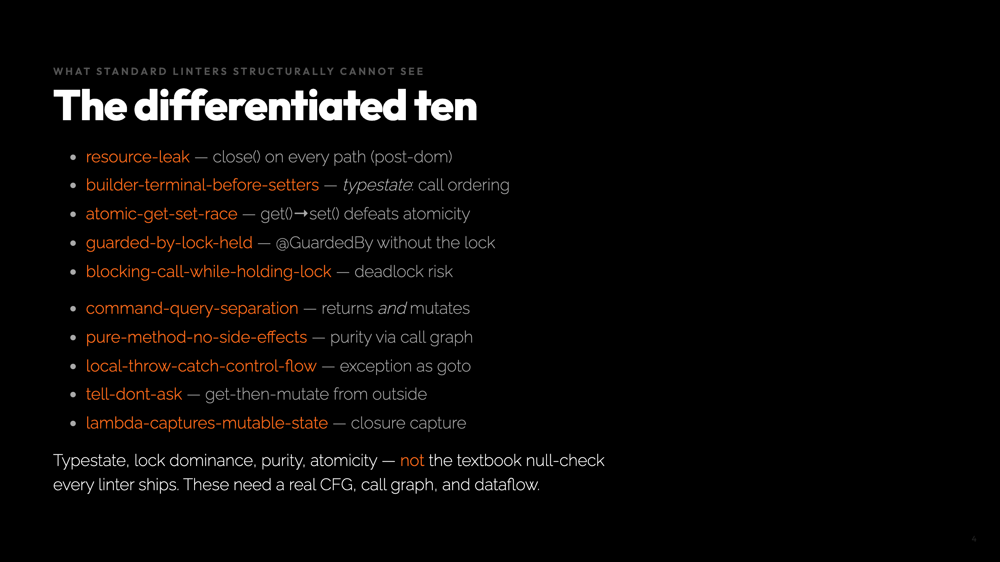 WHAT STANDARD LINTERS STRUCTURALLY CANNOT SEE
The differentiated ten
• resource-leak — close() on every path (post-dom)
• builder-terminal-before-setters — typestate: call ordering
• atomic-get-set-race — get()→set() defeats atomicity
• guarded-by-lock-held — @GuardedBy without the lock
• blocking-call-while-holding-lock — deadlock risk
• command-query-separation — returns and mutates
• pure-method-no-side-effects — purity via call graph
• local-throw-catch-control-flow — exception as goto
• tell-dont-ask — get-then-mutate from outside
• lambda-captures-mutable-state — closure capture
Typestate, lock dominance, purity, atomicity — not the textbook null-check
every linter ships. These need a real CFG, call graph, and dataflow.
4